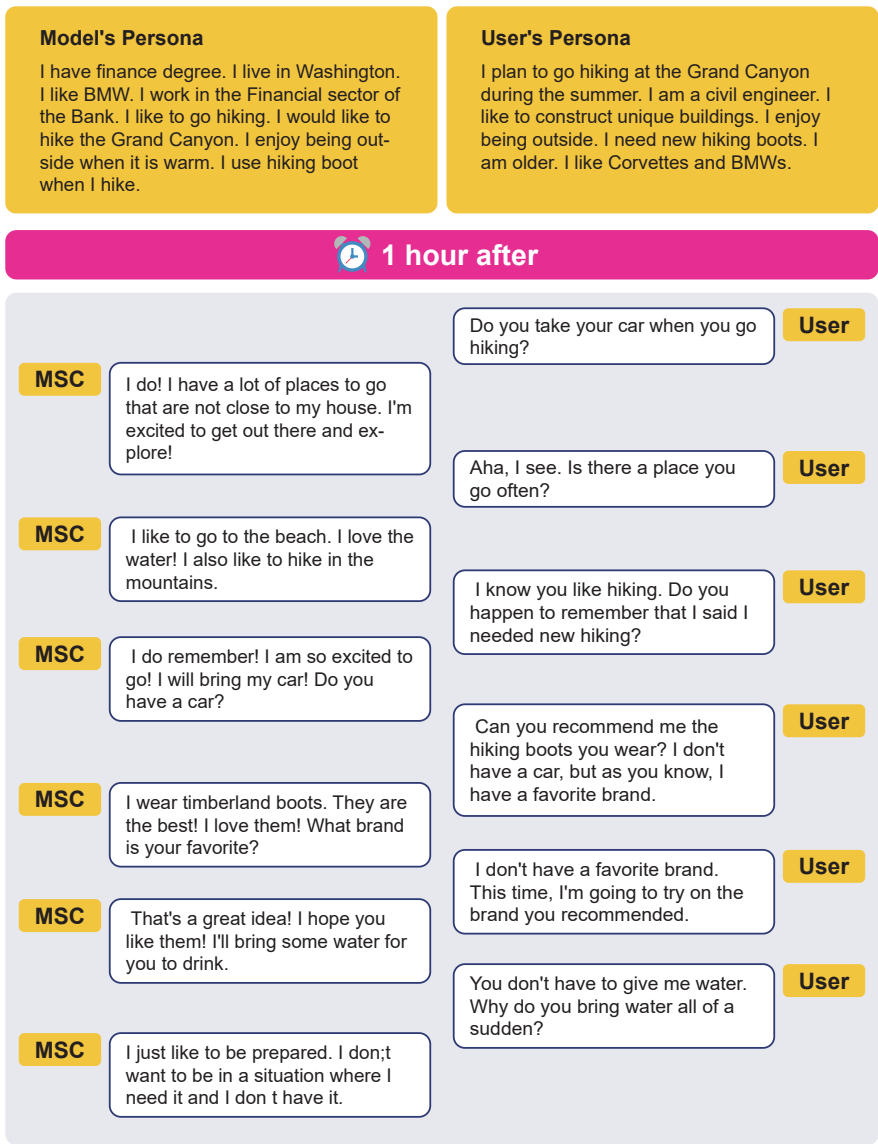 Model's Persona
I have finance degree. I live in Washington.
I like BMW. I work in the Financial sector of
the Bank. I like to go hiking. I would like to
hike the Grand Canyon. I enjoy being out-
side when it is warm. I use hiking boot
when I hike.
User's Persona
I plan to go hiking at the Grand Canyon
during the summer. I am a civil engineer. I
like to construct unique buildings. I enjoy
being outside. I need new hiking boots. I
am older. I like Corvettes and BMWs.
1 hour after
Do you take your car when you go
hiking?
User
MSC
I do! I have a lot of places to go
that are not close to my house. I'm
excited to get out there and ex-
plore!
Aha, I see. Is there a place you
go often?
User
MSC
I like to go to the beach. I love the
water! I also like to hike in the
mountains.
I know you like hiking. Do you
happen to remember that I said I
needed new hiking?
User
MSC
I do remember! I am so excited to
go! I will bring my car! Do you
have a car?
Can you recommend me the
hiking boots you wear? I don't
have a car, but as you know, I
have a favorite brand.
User
MSC
I wear timberland boots. They are
the best! I love them! What brand
is your favorite?
I don't have a favorite brand.
This time, I'm going to try on the
brand you recommended.
User
MSC
That's a great idea! I hope you
like them! I'll bring some water for
you to drink.
You don't have to give me water.
Why do you bring water all of a
sudden?
User
MSC
I just like to be prepared. I don;t
want to be in a situation where I
need it and I don t have it.